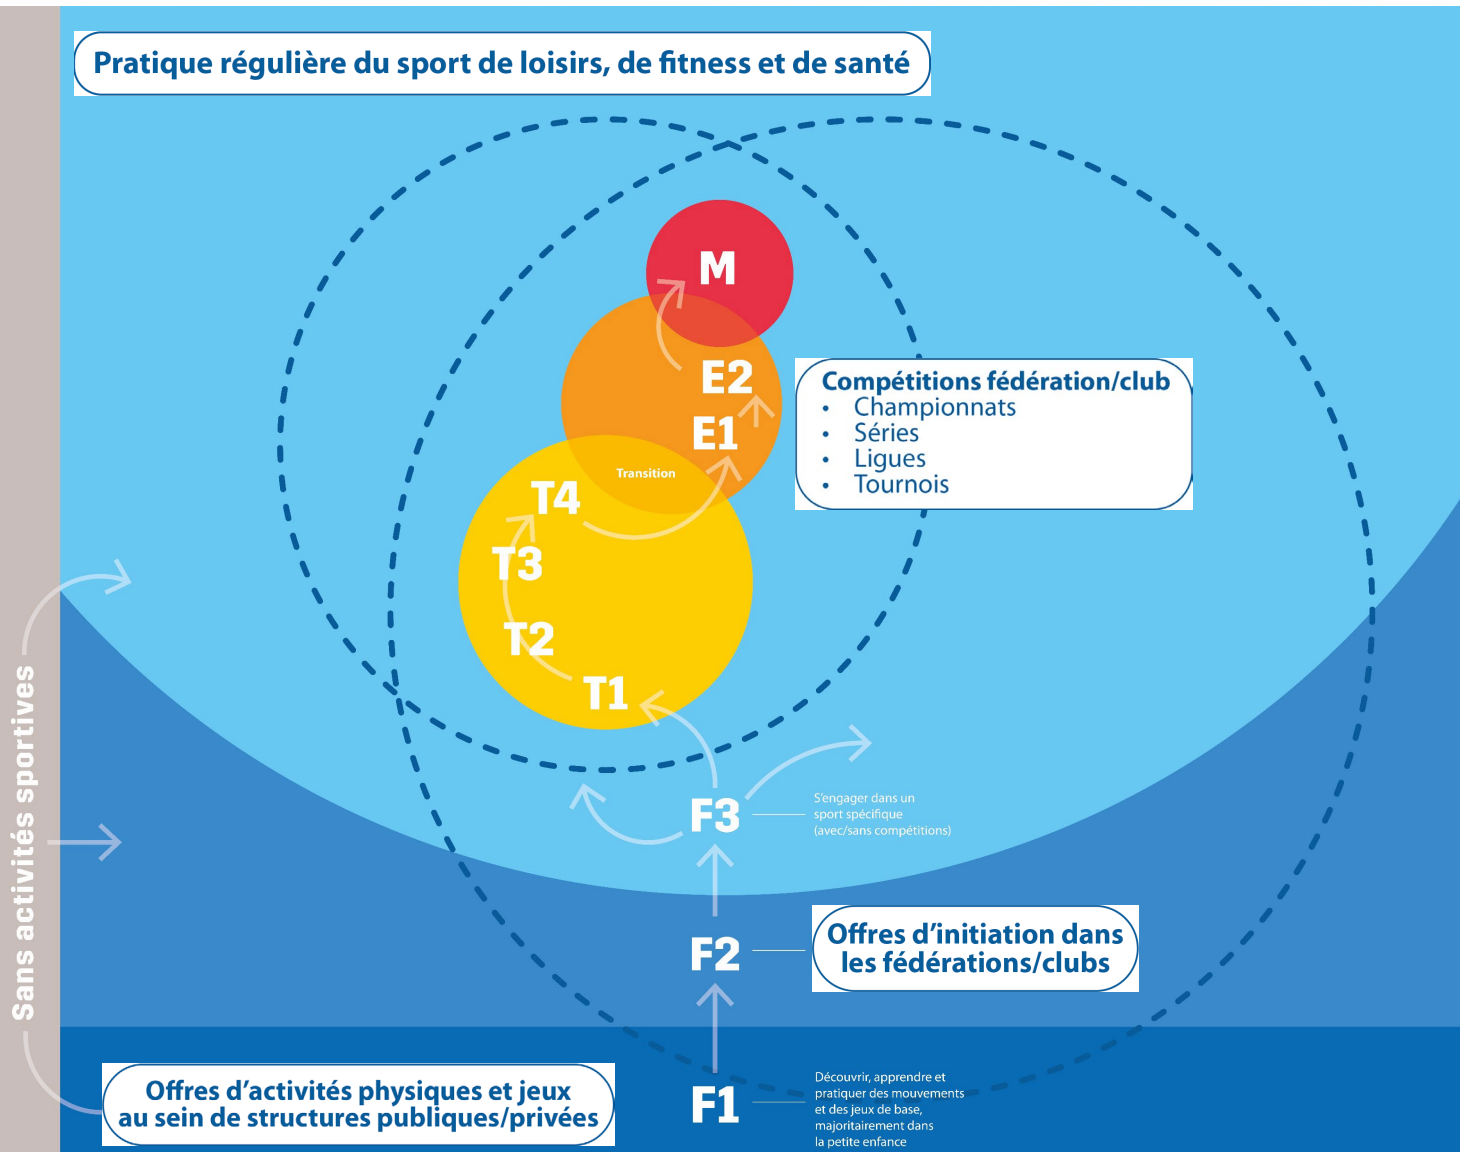 Pratique régulière du sport de loisirs, de fitness et de santé
M
E2
E1
Compétitions fédération/club
• Championnats
• Séries
• Ligues
• Tournois
Transition
T4
T3
T2
T1
Sans activités sportives
F3
S’engager dans un
sport spécifique
(avec/sans compétitions)
F2
Offres d’initiation dans
les fédérations/clubs
Offres d’activités physiques et jeux
au sein de structures publiques/privées
F1
Découvrir, apprendre et
pratiquer des mouvements
et des jeux de base,
majoritairement dans
la petite enfance